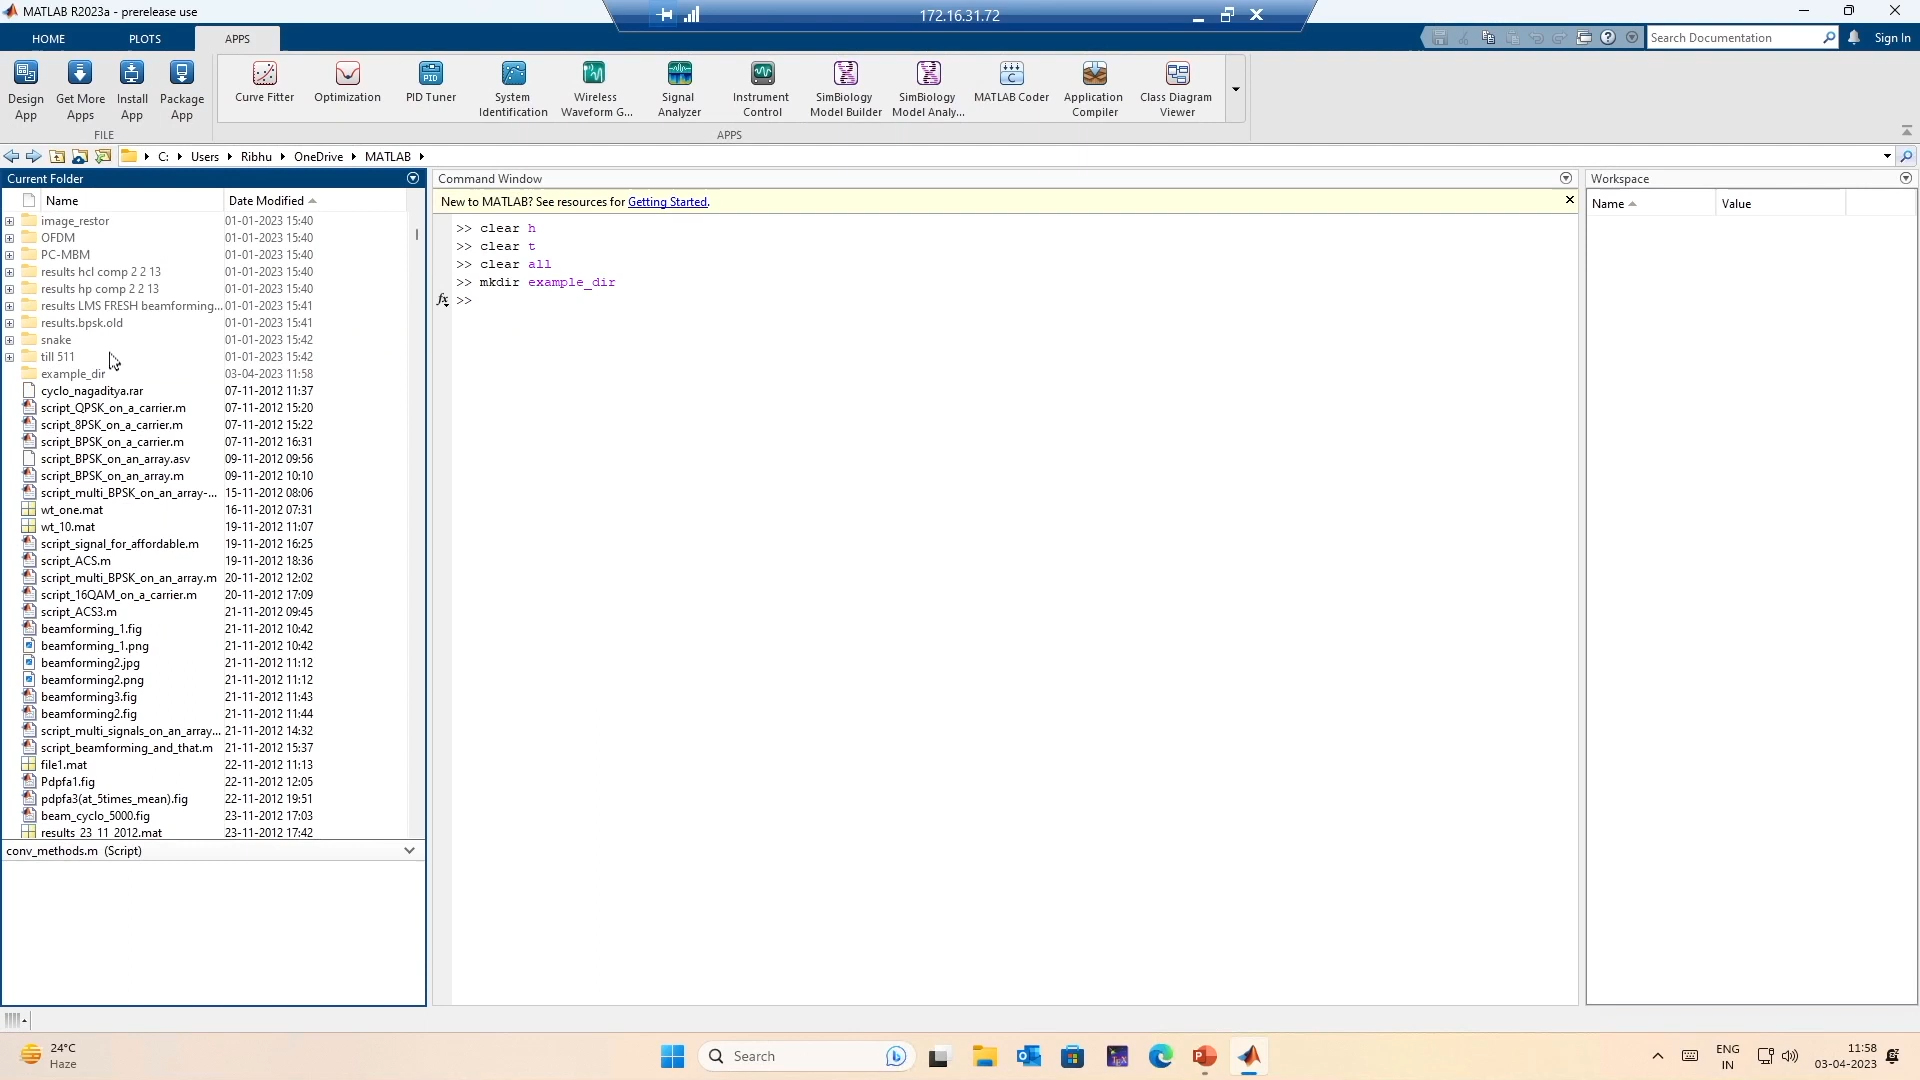 MATLAB R2023a - prerelease use
172.16.31.72
HOME PLOTS APPS
Search Documentation
Sign In
Design App
Get More Apps
Install App
Package App
Curve Fitter
Optimization
PID Tuner
System Identification
Wireless Waveform G...
Signal Analyzer
Instrument Control
SimBiology Model Builder
SimBiology Model Analy...
MATLAB Coder
Application Compiler
Class Diagram Viewer
FILE
APPS
C: Users Ribhu OneDrive MATLAB
Current Folder
Name Date Modified
image_restor 01-01-2023 15:40
OFDM 01-01-2023 15:40
PC-MBM 01-01-2023 15:40
results hcl comp 2 2 13 01-01-2023 15:40
results hp comp 2 2 13 01-01-2023 15:40
results LMS FRESH beamforming... 01-01-2023 15:41
results.bpsk.old 01-01-2023 15:41
snake 01-01-2023 15:42
till 511 01-01-2023 15:42
example_dir 03-04-2023 11:58
cyclo_nagaditya.rar 07-11-2012 11:37
script_QPSK_on_a_carrier.m 07-11-2012 15:20
script_8PSK_on_a_carrier.m 07-11-2012 15:22
script_BPSK_on_a_carrier.m 07-11-2012 16:31
script_BPSK_on_an_array.asv 09-11-2012 09:56
script_BPSK_on_an_array.m 09-11-2012 10:10
script_multi_BPSK_on_an_array-... 15-11-2012 08:06
wt_one.mat 16-11-2012 07:31
wt_10.mat 19-11-2012 11:07
script_signal_for_affordable.m 19-11-2012 16:25
script_ACS.m 19-11-2012 18:36
script_multi_BPSK_on_an_array.m 20-11-2012 12:02
script_16QAM_on_a_carrier.m 20-11-2012 17:09
script_ACS3.m 21-11-2012 09:45
beamforming_1.fig 21-11-2012 10:42
beamforming_1.png 21-11-2012 10:42
beamforming2.jpg 21-11-2012 11:12
beamforming2.png 21-11-2012 11:12
beamforming3.fig 21-11-2012 11:43
beamforming2.fig 21-11-2012 11:44
script_multi_signals_on_an_array... 21-11-2012 14:32
script_beamforming_and_that.m 21-11-2012 15:37
file1.mat 22-11-2012 11:13
Pdpfa1.fig 22-11-2012 12:05
pdpfa3(at_5times_mean).fig 22-11-2012 19:51
beam_cyclo_5000.fig 23-11-2012 17:03
results_23_11_2012.mat 23-11-2012 17:42
conv_methods.m (Script)
Command Window
New to MATLAB? See resources for Getting Started.
>> clear h
>> clear t
>> clear all
>> mkdir example_dir
fx >>
Workspace
Name Value
24°C
Haze
Search
ENG
IN
11:58
03-04-2023